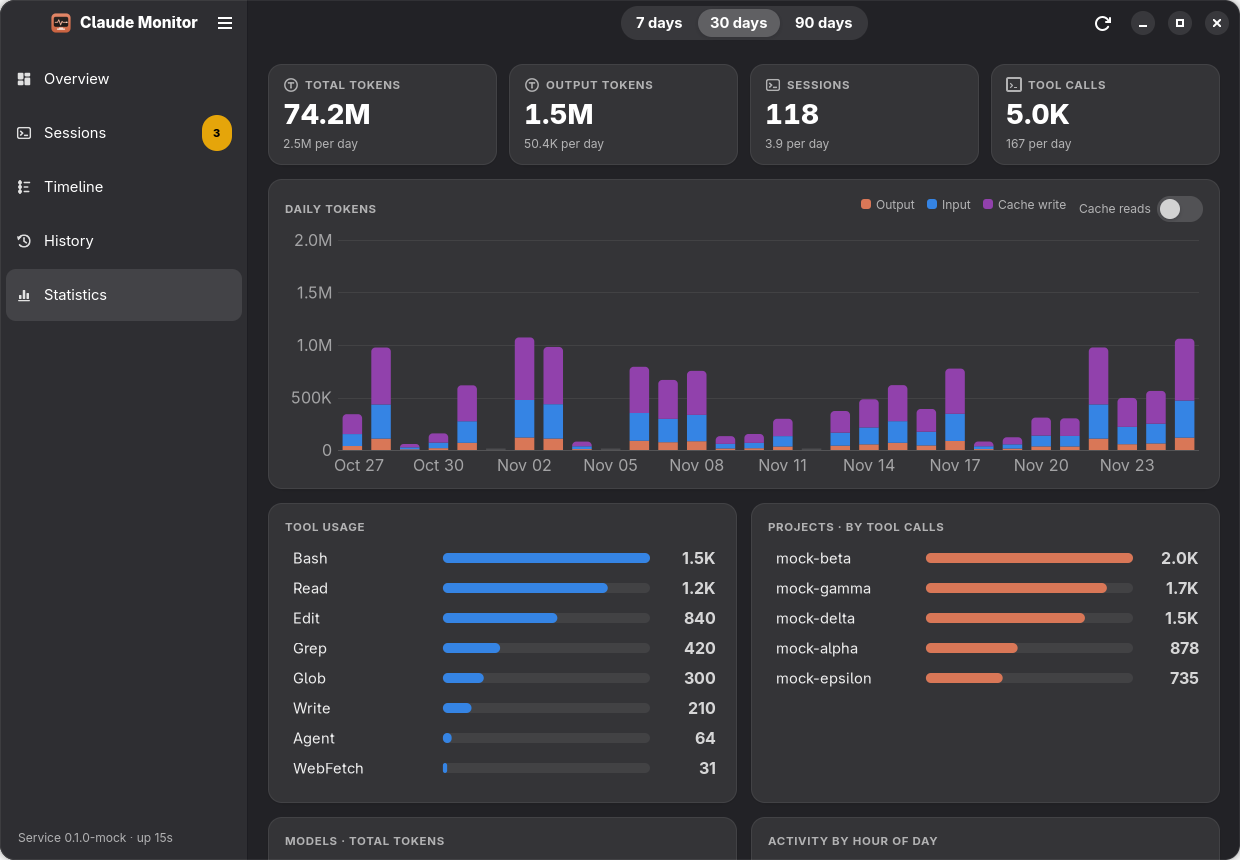 Claude Monitor
7 days 30 days 90 days
Overview
Sessions 3
Timeline
History
Statistics
Service 0.1.0-mock · up 15s
TOTAL TOKENS
74.2M
2.5M per day
OUTPUT TOKENS
1.5M
50.4K per day
SESSIONS
118
3.9 per day
TOOL CALLS
5.0K
167 per day
DAILY TOKENS
Output Input Cache write Cache reads
2.0M
1.5M
1.0M
500K
0
Oct 27 Oct 30 Nov 02 Nov 05 Nov 08 Nov 11 Nov 14 Nov 17 Nov 20 Nov 23
TOOL USAGE
Bash 1.5K
Read 1.2K
Edit 840
Grep 420
Glob 300
Write 210
Agent 64
WebFetch 31
PROJECTS · BY TOOL CALLS
mock-beta 2.0K
mock-gamma 1.7K
mock-delta 1.5K
mock-alpha 878
mock-epsilon 735
MODELS · TOTAL TOKENS
ACTIVITY BY HOUR OF DAY